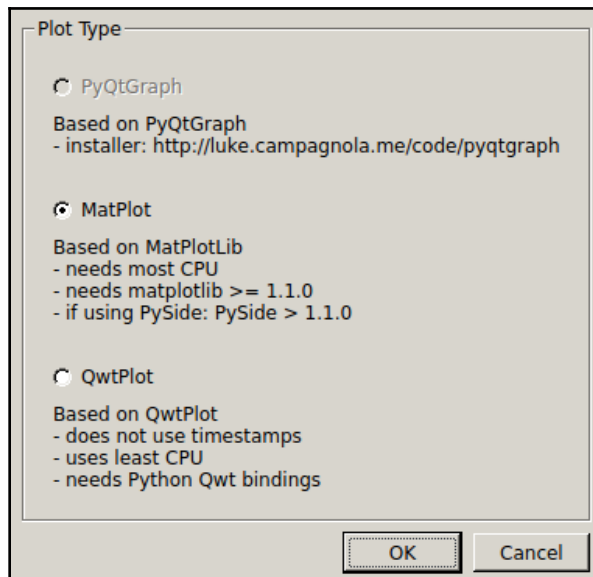 Plot Type
PyQtGraph
Based on PyQtGraph
- installer: http://luke.campagnola.me/code/pyqtgraph
MatPlot
Based on MatPlotLib
- needs most CPU
- needs matplotlib >= 1.1.0
- if using PySide: PySide > 1.1.0
QwtPlot
Based on QwtPlot
- does not use timestamps
- uses least CPU
- needs Python Qwt bindings
OK Cancel